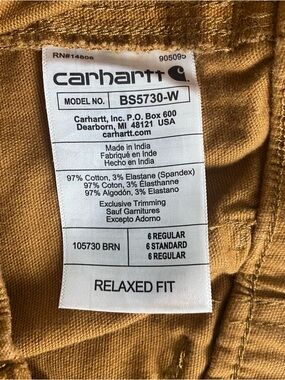 RN#14806 905095
carhartt
MODEL NO. BS5730-W
Carhartt, Inc. P.O. Box 600
Dearborn, MI 48121 USA
carhartt.com
Made in India
Fabriqué en Inde
Hecho en India
97% Cotton, 3% Elastane (Spandex)
97% Coton, 3% Élasthanne
97% Algodón, 3% Elastano
Exclusive Trimming
Sauf Garnitures
Excepto Adorno
105730 BRN
6 REGULAR
6 STANDARD
6 REGULAR
RELAXED FIT